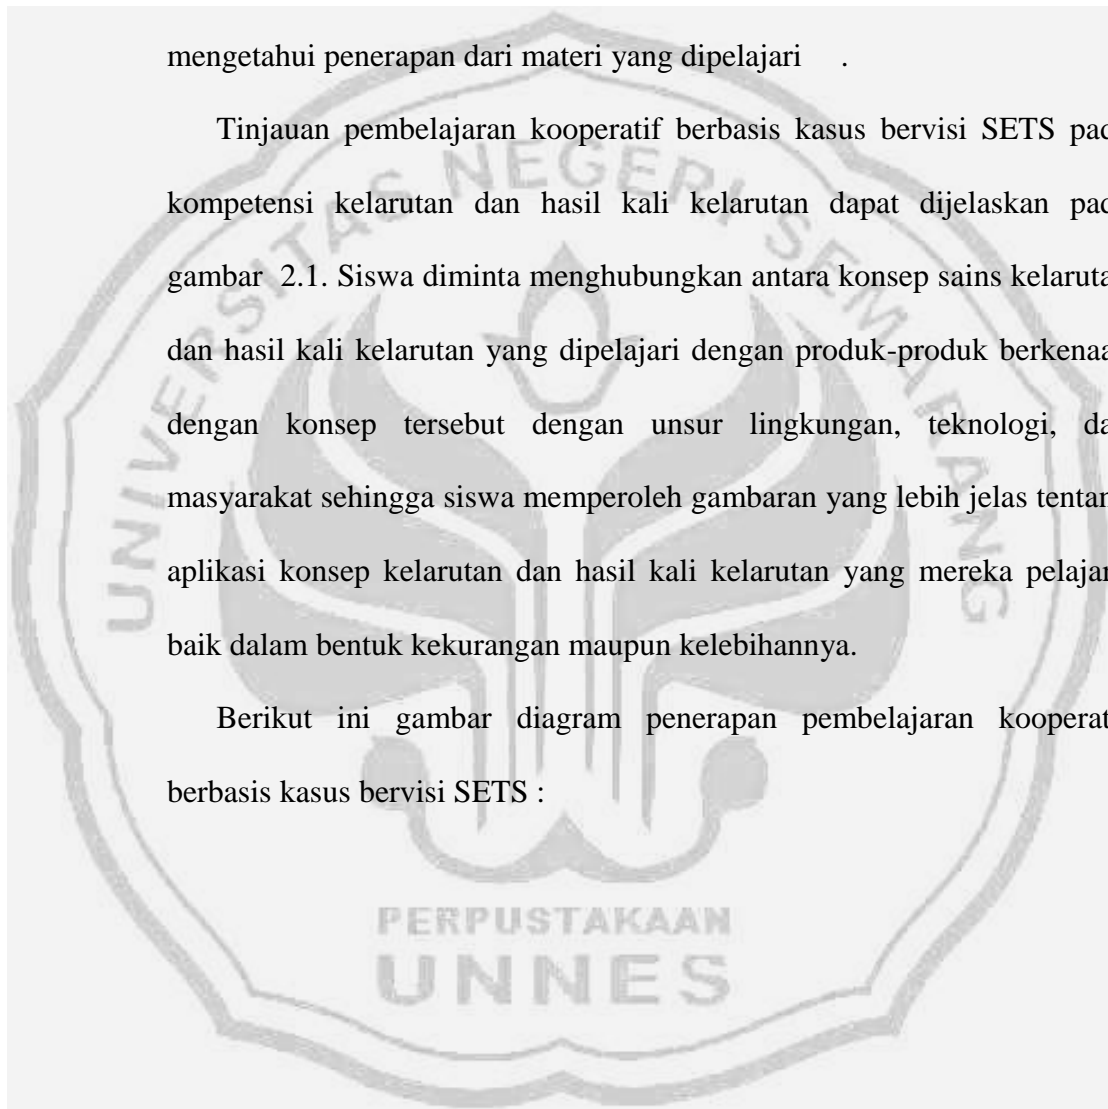 mengetahui penerapan dari materi yang dipelajari .
Tinjauan pembelajaran kooperatif berbasis kasus bervisi SETS pad
kompetensi kelarutan dan hasil kali kelarutan dapat dijelaskan pad
gambar 2.1. Siswa diminta menghubungkan antara konsep sains kelaruta
dan hasil kali kelarutan yang dipelajari dengan produk-produk berkenaa
dengan konsep tersebut dengan unsur lingkungan, teknologi, da
masyarakat sehingga siswa memperoleh gambaran yang lebih jelas tentan
aplikasi konsep kelarutan dan hasil kali kelarutan yang mereka pelajar
baik dalam bentuk kekurangan maupun kelebihannya.
Berikut ini gambar diagram penerapan pembelajaran kooperat
berbasis kasus bervisi SETS :
UNIVERSITAS NEGERI SEMARANG
PERPUSTAKAAN
UNNES